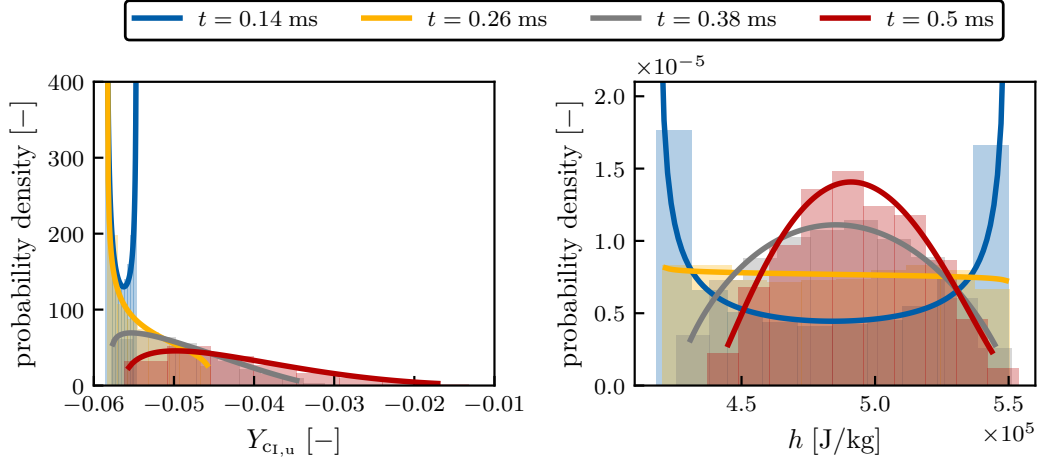 t = 0.14 ms t = 0.26 ms t = 0.38 ms t = 0.5 ms
probability density [−]
400
300
200
100
0
−0.06 −0.05 −0.04 −0.03 −0.02 −0.01
Y_{c_{I,u}} [−]
×10^{−5}
probability density [−]
2.0
1.5
1.0
0.5
0.0
4.5 5.0 5.5
×10^5
h [J/kg]